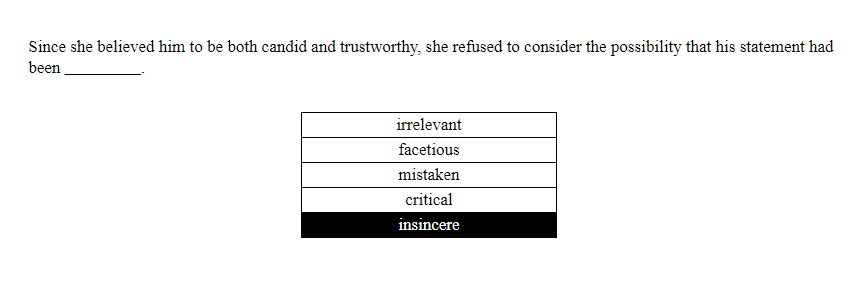 Since she believed him to be both candid and trustworthy, she refused to consider the possibility that his statement had
been __________.
irrelevant
facetious
mistaken
critical
insincere